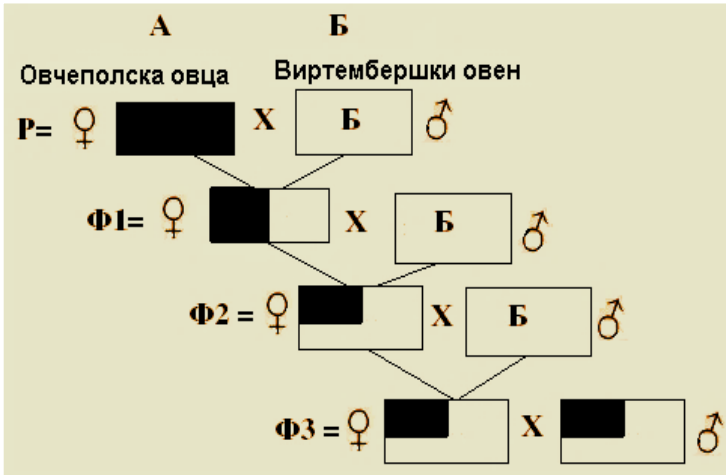 А Б
Овчеполска овца Виртембершки овен
Р= ♀ Х Б ♂
Ф1= ♀ Х Б ♂
Ф2 = ♀ Х Б ♂
Ф3 = ♀ Х ♂